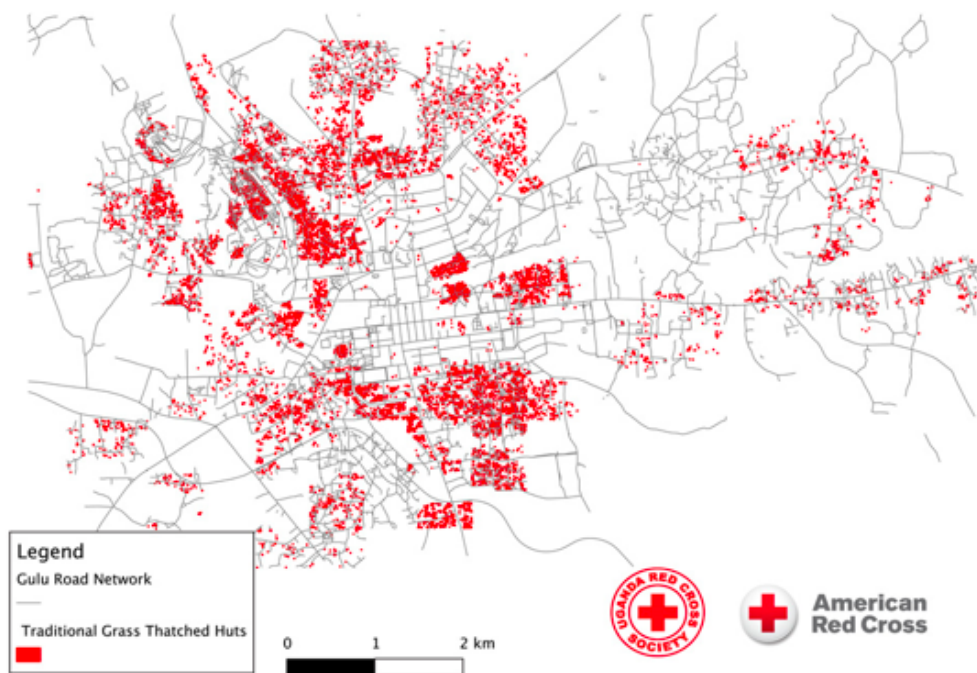 Legend
Gulu Road Network
Traditional Grass Thatched Huts
0 1 2 km
UGANDA RED CROSS
SOCIETY
American
Red Cross